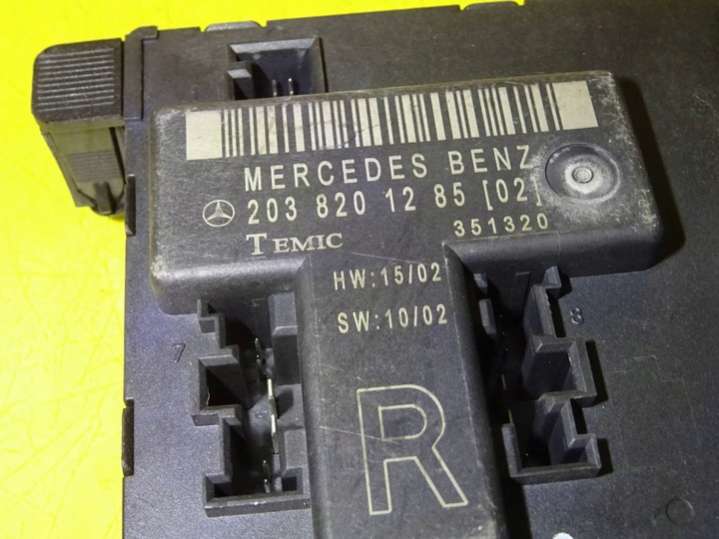 MERCEDES BENZ
203 820 12 85 [02]
TEMIC 351320
HW:15/02
SW:10/02
7 8
R